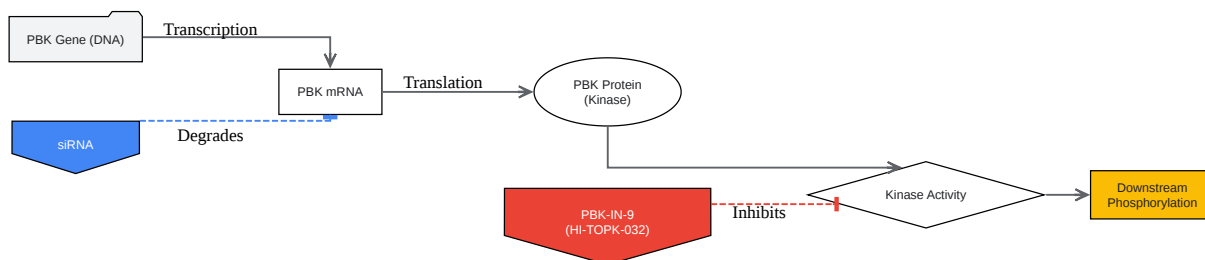 PBK Gene (DNA)
Transcription
PBK mRNA
Translation
PBK Protein
(Kinase)
siRNA
Degrades
PBK-IN-9
(HI-TOPK-032)
Inhibits
Kinase Activity
Downstream
Phosphorylation